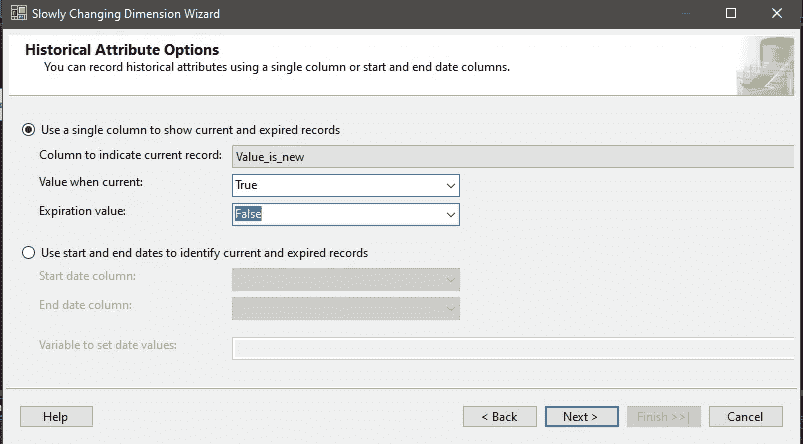 Slowly Changing Dimension Wizard
Historical Attribute Options
You can record historical attributes using a single column or start and end date columns.
Use a single column to show current and expired records
Column to indicate current record: Value_is_new
Value when current: True
Expiration value: False
Use start and end dates to identify current and expired records
Start date column:
End date column:
Variable to set date values:
Help < Back Next > Finish >>| Cancel